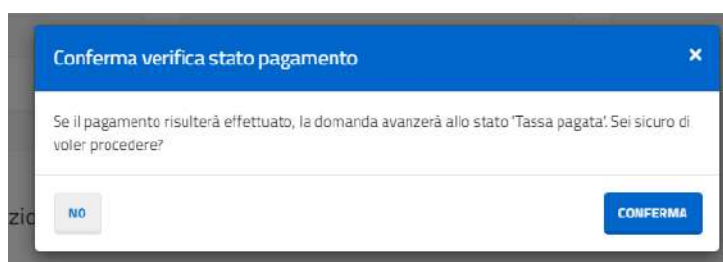 Conferma verifica stato pagamento ×
Se il pagamento risulterà effettuato, la domanda avanzerà allo stato 'Tassa pagata'. Sei sicuro di
voler procedere?
zio
NO CONFERMA